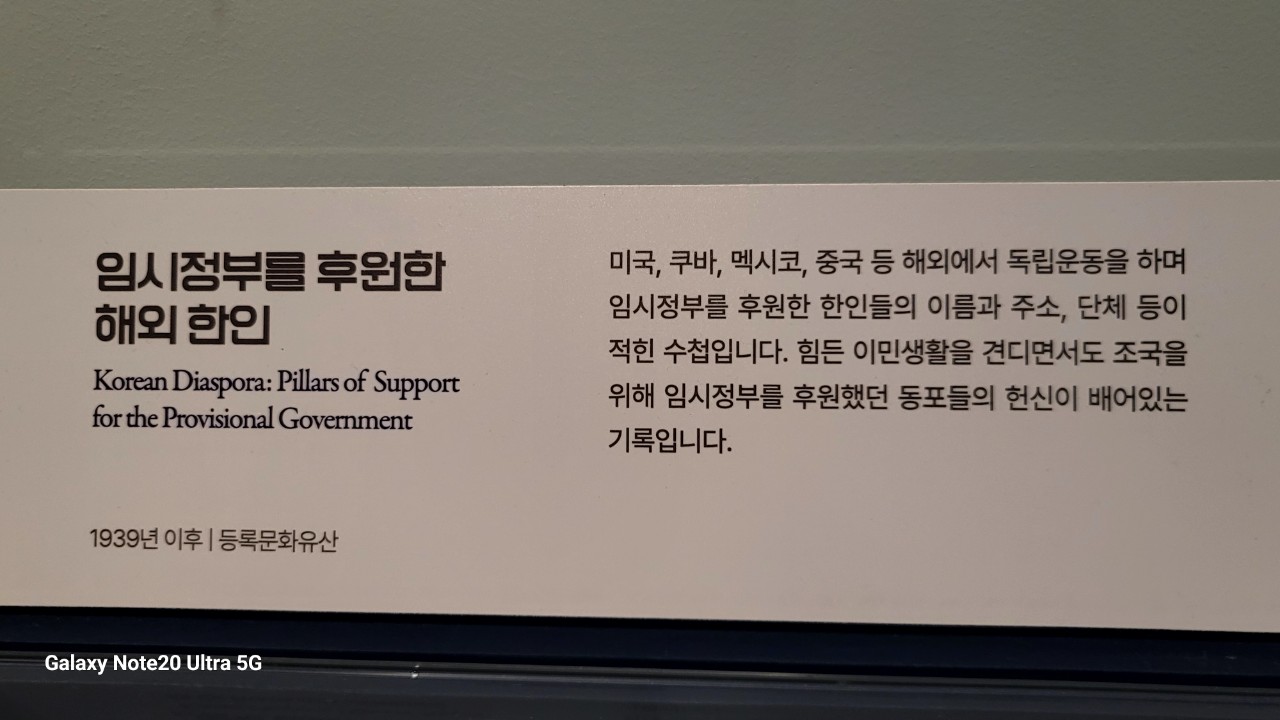 임시정부를 후원한
해외 한인
Korean Diaspora: Pillars of Support
for the Provisional Government
1939년 이후 | 등록문화유산
미국, 쿠바, 멕시코, 중국 등 해외에서 독립운동을 하며
임시정부를 후원한 한인들의 이름과 주소, 단체 등이
적힌 수첩입니다. 힘든 이민생활을 견디면서도 조국을
위해 임시정부를 후원했던 동포들의 헌신이 배어있는
기록입니다.
Galaxy Note20 Ultra 5G